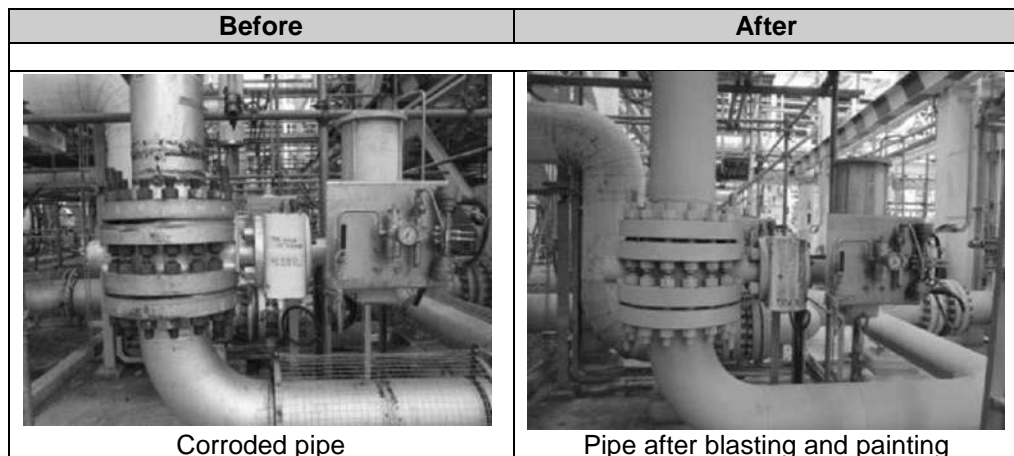 Before
After
Corroded pipe
Pipe after blasting and painting